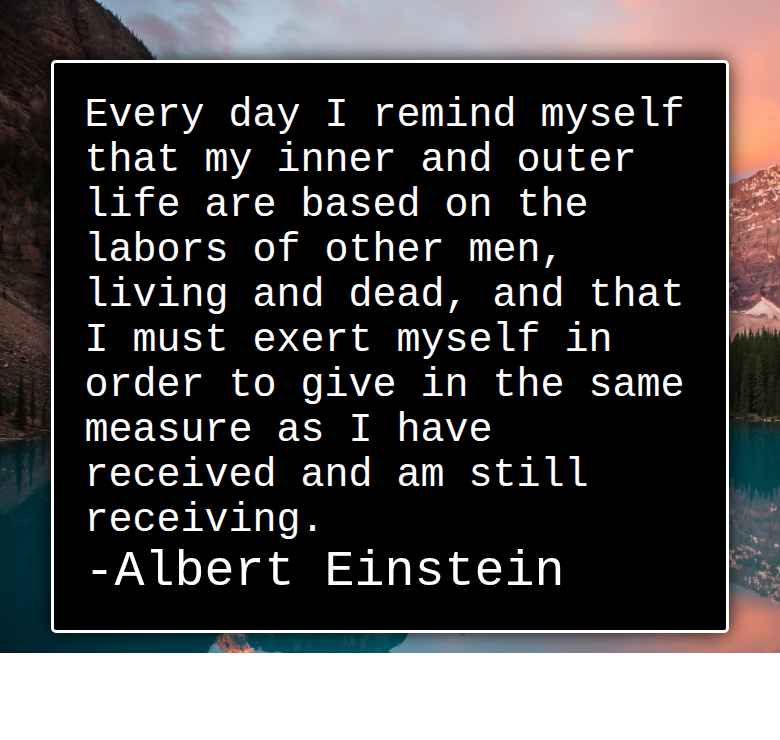 Every day I remind myself
that my inner and outer
life are based on the
labors of other men,
living and dead, and that
I must exert myself in
order to give in the same
measure as I have
received and am still
receiving.
-Albert Einstein